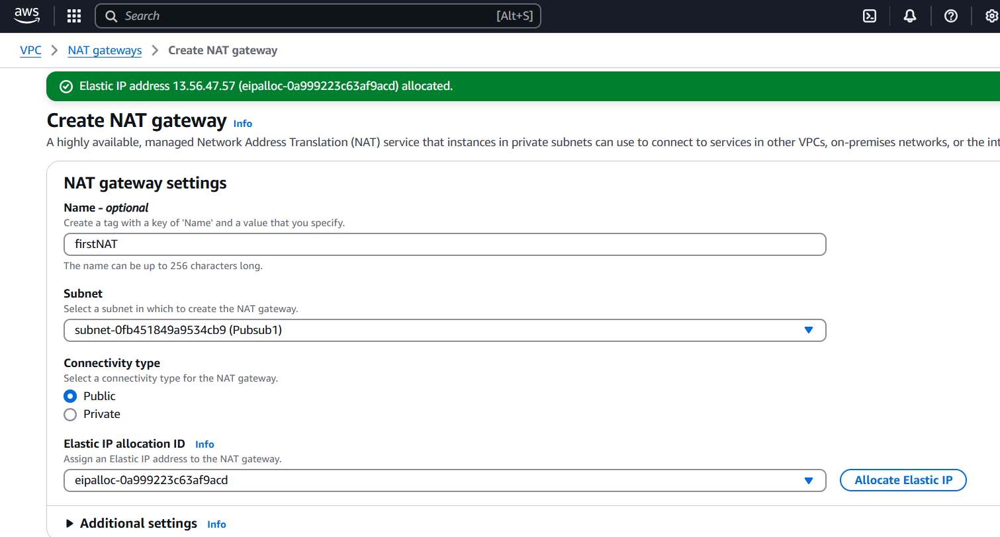 aws Search [Alt+S]
VPC > NAT gateways > Create NAT gateway
Elastic IP address 13.56.47.57 (eipalloc-0a999223c63af9acd) allocated.
Create NAT gateway Info
A highly available, managed Network Address Translation (NAT) service that instances in private subnets can use to connect to services in other VPCs, on-premises networks, or the int
NAT gateway settings
Name - optional
Create a tag with a key of 'Name' and a value that you specify.
firstNAT
The name can be up to 256 characters long.
Subnet
Select a subnet in which to create the NAT gateway.
subnet-0fb451849a9534cb9 (Pubsub1)
Connectivity type
Select a connectivity type for the NAT gateway.
Public
Private
Elastic IP allocation ID Info
Assign an Elastic IP address to the NAT gateway.
eipalloc-0a999223c63af9acd Allocate Elastic IP
Additional settings Info